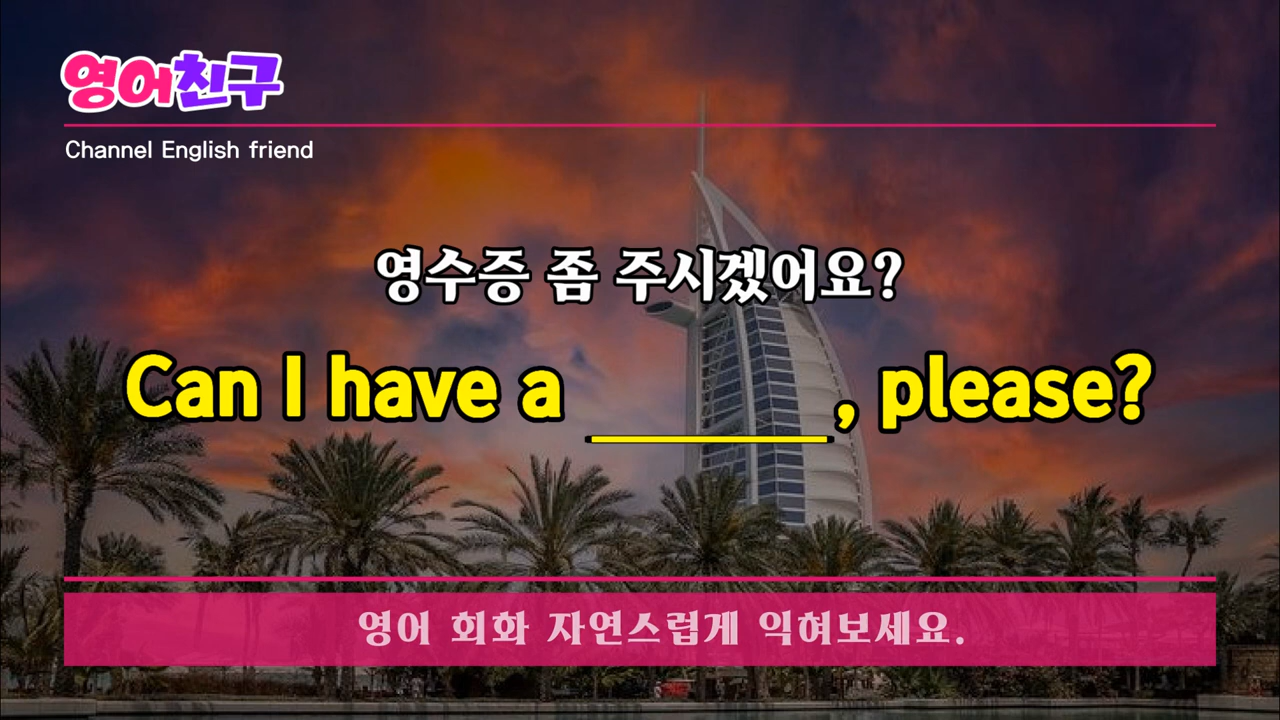 영어친구
Channel English friend
영수증 좀 주시겠어요?
Can I have a ________, please?
영어 회화 자연스럽게 익혀보세요.